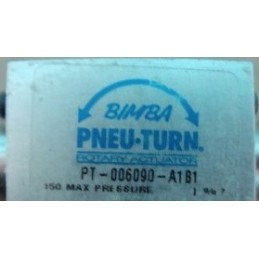 BIMBA
PNEU-TURN®
ROTARY ACTUATOR
PT-006090-A1B1
150 MAX PRESSURE